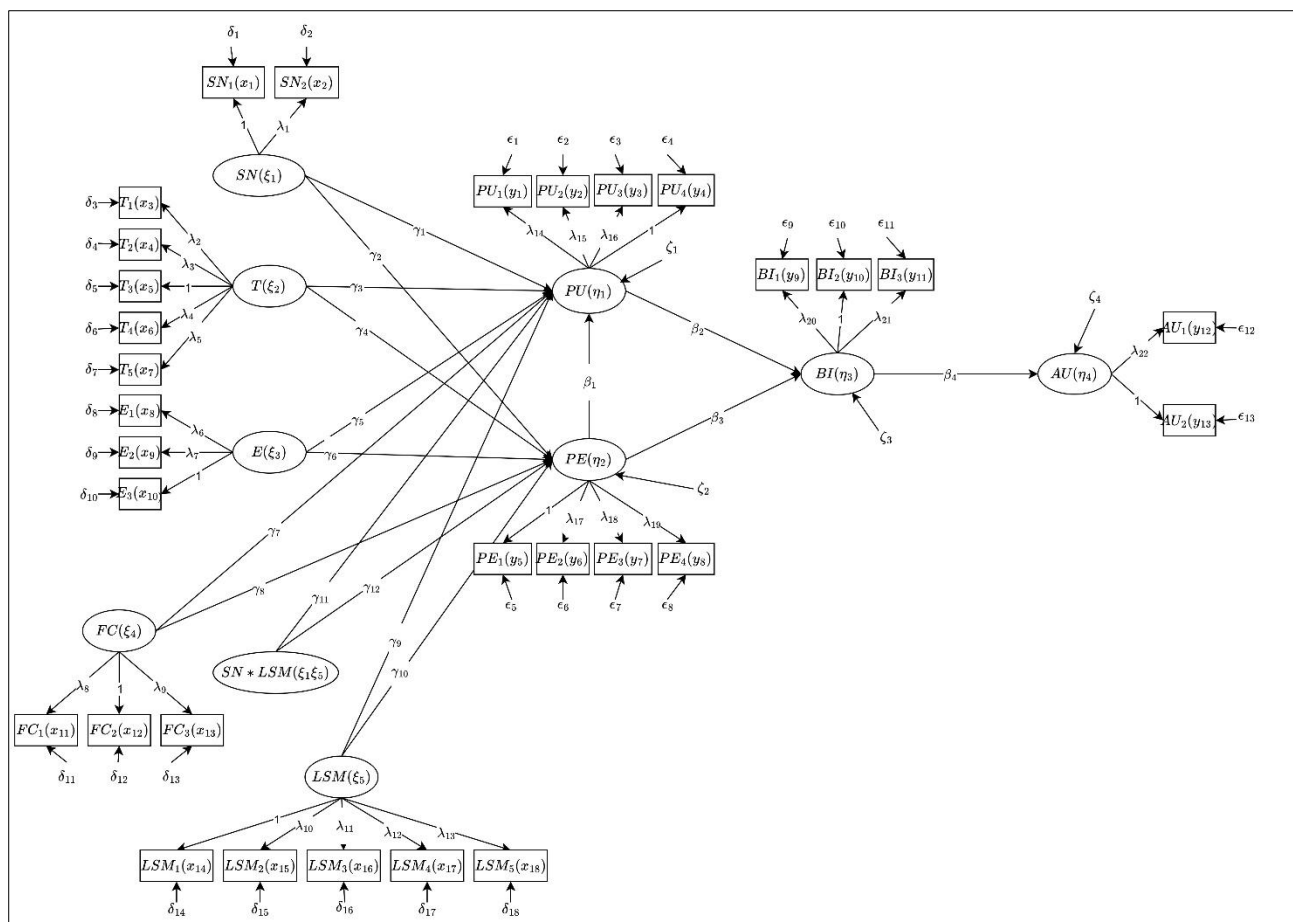 δ₁ δ₂
SN₁(x₁) SN₂(x₂)
1 λ₁
SN(ξ₁)
ϵ₁ ϵ₂ ϵ₃ ϵ₄
PU₁(y₁) PU₂(y₂) PU₃(y₃) PU₄(y₄)
λ₁₄ λ₁₅ λ₁₆ 1
ζ₁
PU(η₁)
δ₃ T₁(x₃) λ₂
δ₄ T₂(x₄) λ₃
δ₅ T₃(x₅) 1
δ₆ T₄(x₆) λ₄
δ₇ T₅(x₇) λ₅
T(ξ₂)
γ₁
γ₂
γ₃
γ₄
δ₈ E₁(x₈) λ₆
δ₉ E₂(x₉) λ₇
δ₁₀ E₃(x₁₀) 1
E(ξ₃)
γ₅
γ₆
β₁
β₂
β₃
ϵ₉ ϵ₁₀ ϵ₁₁
BI₁(y₉) BI₂(y₁₀) BI₃(y₁₁)
λ₂₀ 1 λ₂₁
BI(η₃)
ζ₃
β₄
ζ₄
AU(η₄)
λ₂₂ AU₁(y₁₂) ϵ₁₂
1 AU₂(y₁₃) ϵ₁₃
PE(η₂)
ζ₂
1 λ₁₇ λ₁₈ λ₁₉
PE₁(y₅) PE₂(y₆) PE₃(y₇) PE₄(y₈)
ϵ₅ ϵ₆ ϵ₇ ϵ₈
γ₇
γ₈ γ₁₁ γ₁₂
γ₉
γ₁₀
FC(ξ₄)
λ₈ 1 λ₉
FC₁(x₁₁) FC₂(x₁₂) FC₃(x₁₃)
δ₁₁ δ₁₂ δ₁₃
SN ∗ LSM(ξ₁ξ₅)
LSM(ξ₅)
1 λ₁₀ λ₁₁ λ₁₂ λ₁₃
LSM₁(x₁₄) LSM₂(x₁₅) LSM₃(x₁₆) LSM₄(x₁₇) LSM₅(x₁₈)
δ₁₄ δ₁₅ δ₁₆ δ₁₇ δ₁₈